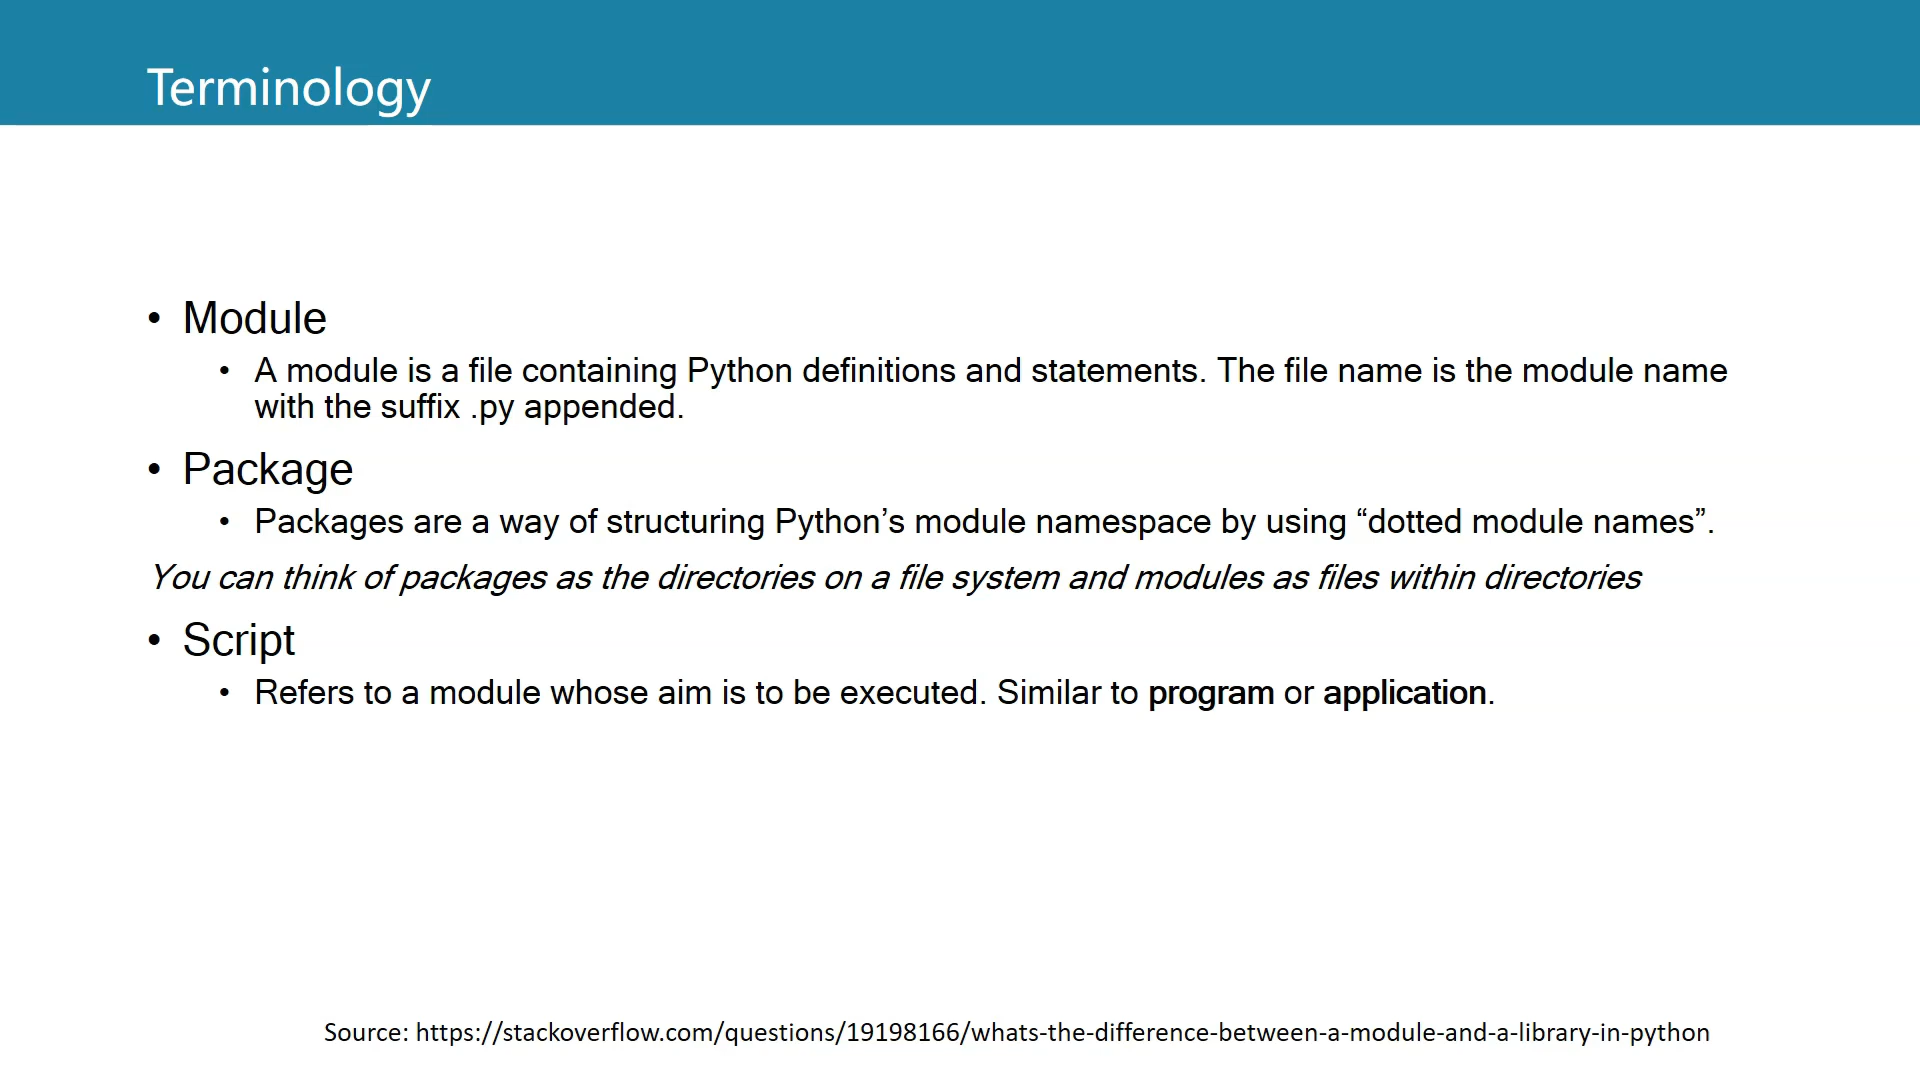 Terminology
• Module
• A module is a file containing Python definitions and statements. The file name is the module name
with the suffix .py appended.
• Package
• Packages are a way of structuring Python’s module namespace by using “dotted module names”.
You can think of packages as the directories on a file system and modules as files within directories
• Script
• Refers to a module whose aim is to be executed. Similar to program or application.
Source: https://stackoverflow.com/questions/19198166/whats-the-difference-between-a-module-and-a-library-in-python